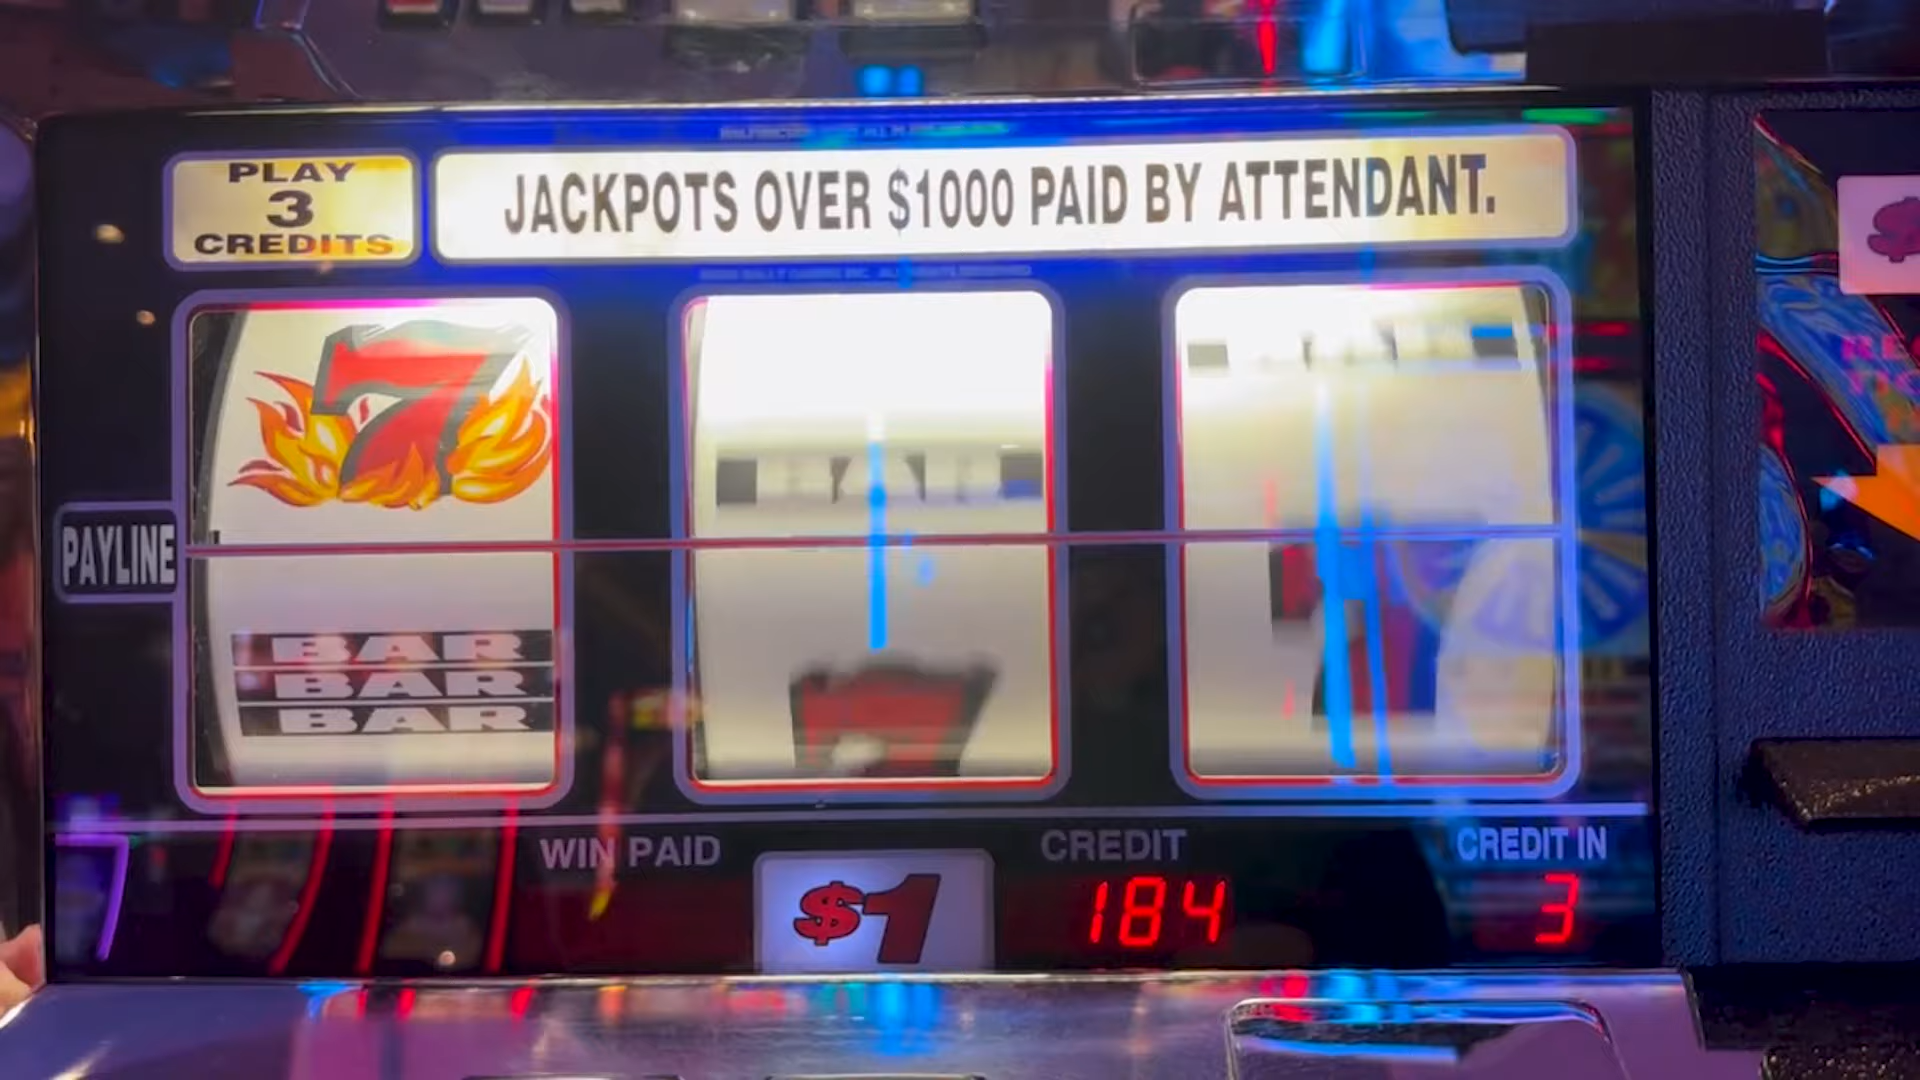 PLAY
3
CREDITS
JACKPOTS OVER $1000 PAID BY ATTENDANT.
7
PAYLINE
BAR
BAR
BAR
WIN PAID
$1
CREDIT
184
CREDIT IN
3